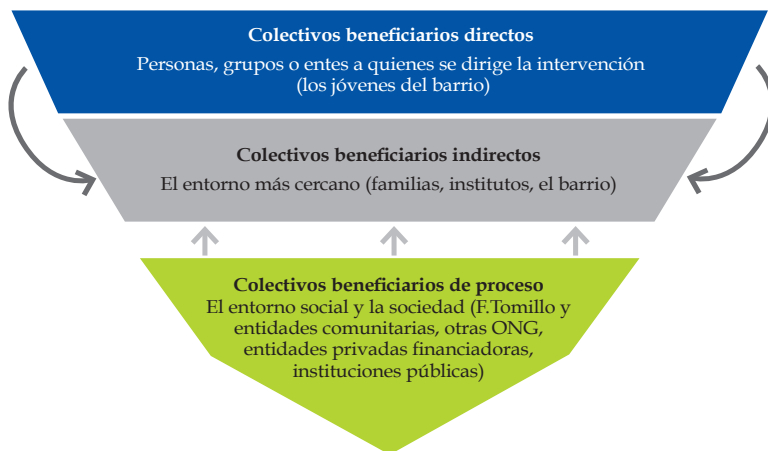 Colectivos beneficiarios directos
Personas, grupos o entes a quienes se dirige la intervención
(los jóvenes del barrio)
Colectivos beneficiarios indirectos
El entorno más cercano (familias, institutos, el barrio)
Colectivos beneficiarios de proceso
El entorno social y la sociedad (F.Tomillo y
entidades comunitarias, otras ONG,
entidades privadas financiadoras,
instituciones públicas)